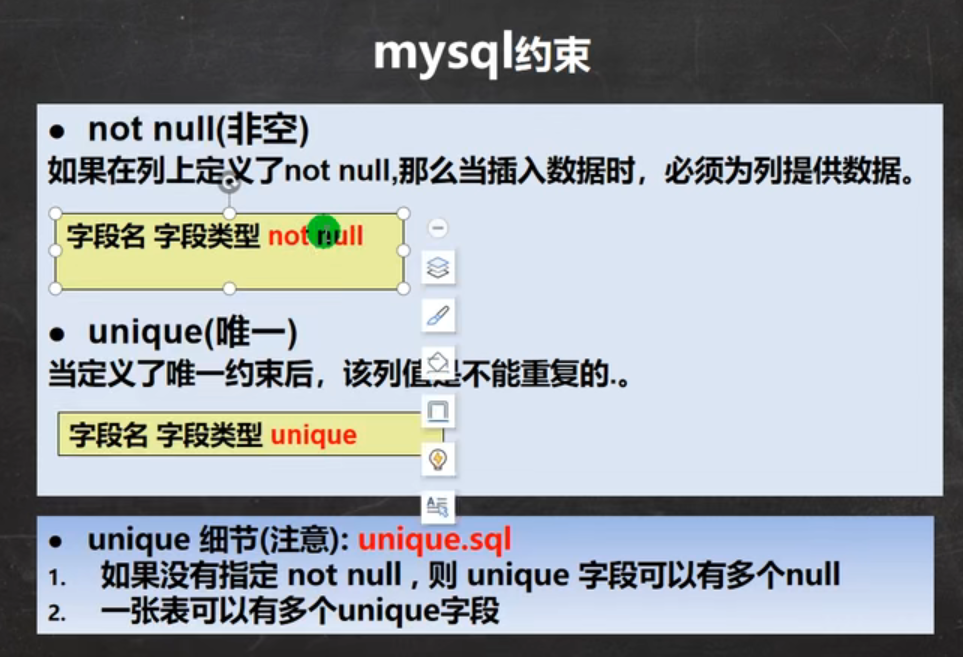 mysql约束
● not null(非空)
如果在列上定义了not null,那么当插入数据时，必须为列提供数据。
字段名 字段类型 not null
● unique(唯一)
当定义了唯一约束后，该列值是不能重复的.。
字段名 字段类型 unique
● unique 细节(注意): unique.sql
1. 如果没有指定 not null , 则 unique 字段可以有多个null
2. 一张表可以有多个unique字段